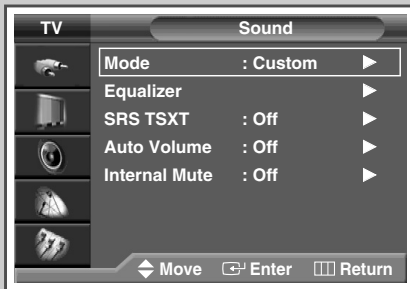 TV Sound
Mode : Custom
Equalizer
SRS TSXT : Off
Auto Volume : Off
Internal Mute : Off
Move Enter Return